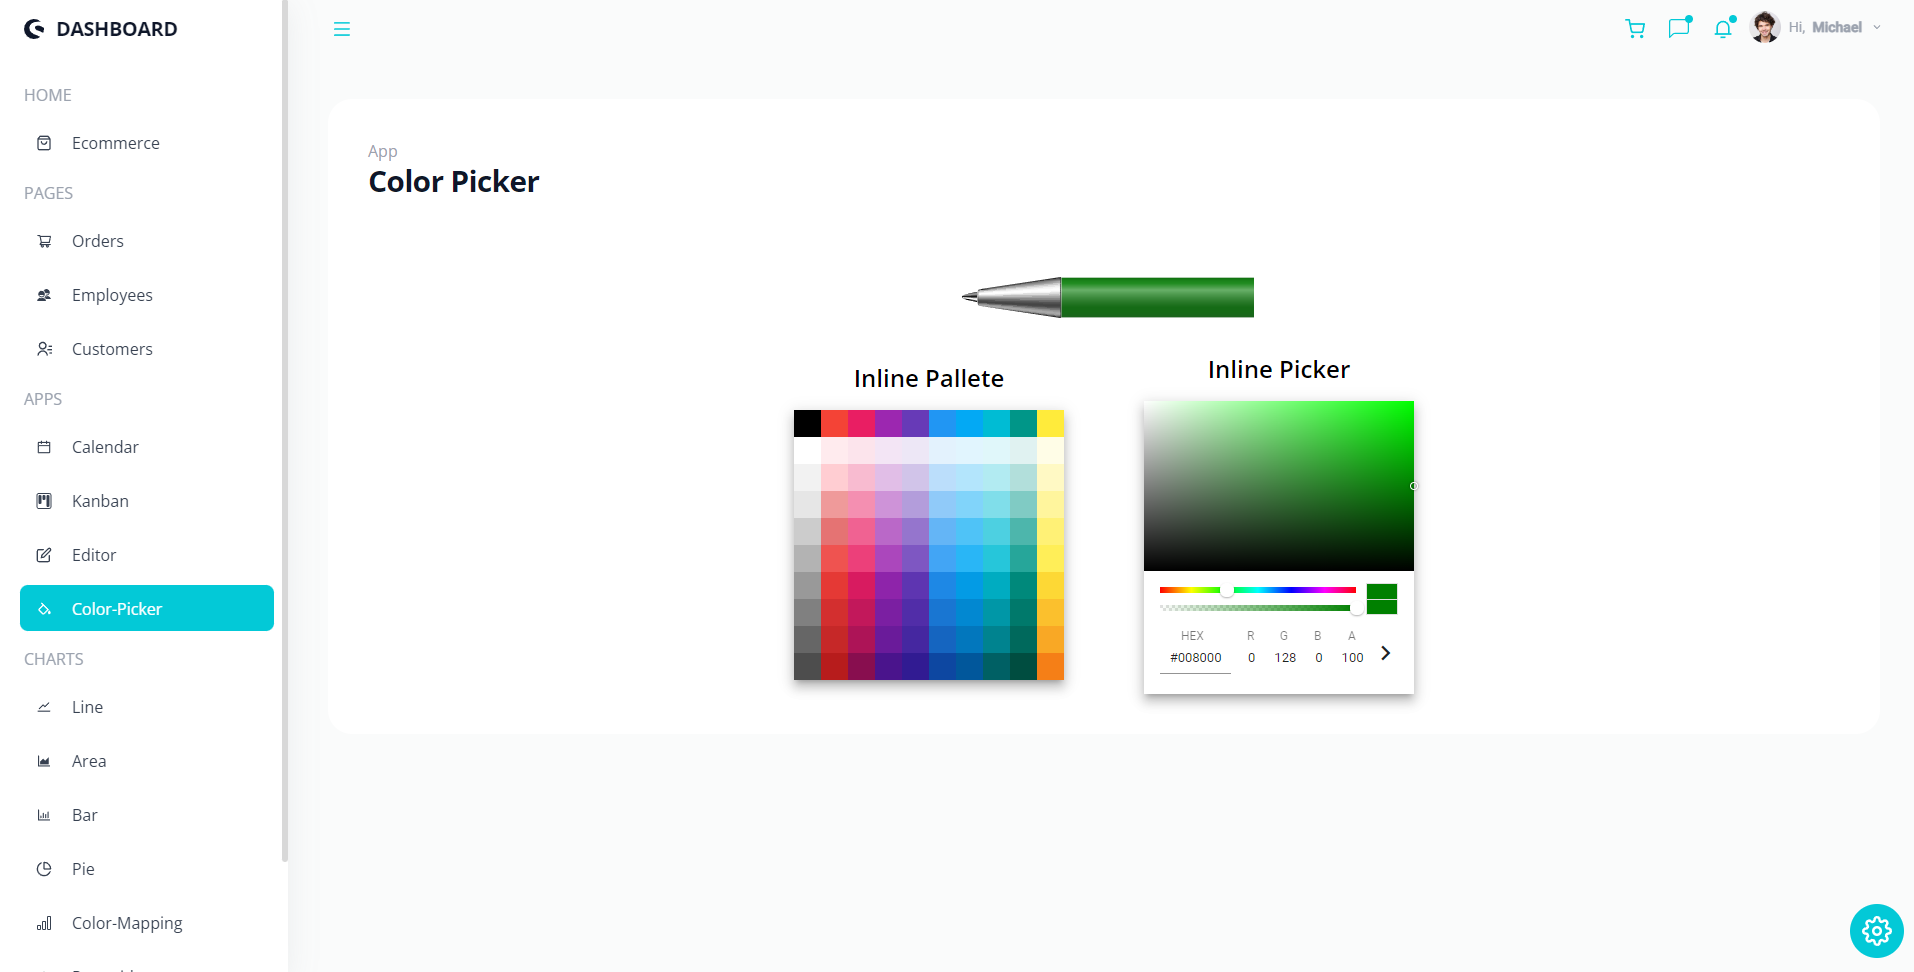 DASHBOARD
HOME
Ecommerce
PAGES
Orders
Employees
Customers
APPS
Calendar
Kanban
Editor
Color-Picker
CHARTS
Line
Area
Bar
Pie
Color-Mapping
Hi, Michael
App
Color Picker
Inline Pallete
Inline Picker
HEX R G B A
#008000 0 128 0 100